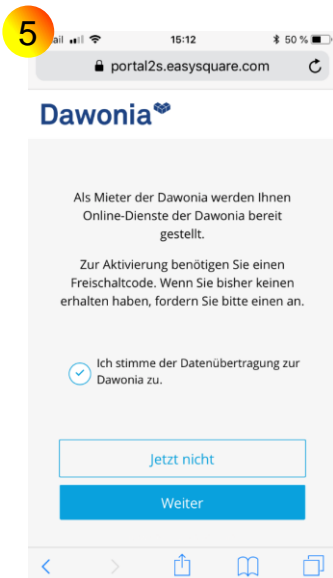 5
ail 15:12 50 %
portal2s.easysquare.com
Dawonia
Als Mieter der Dawonia werden Ihnen
Online-Dienste der Dawonia bereit
gestellt.
Zur Aktivierung benötigen Sie einen
Freischaltcode. Wenn Sie bisher keinen
erhalten haben, fordern Sie bitte einen an.
Ich stimme der Datenübertragung zur
Dawonia zu.
Jetzt nicht
Weiter